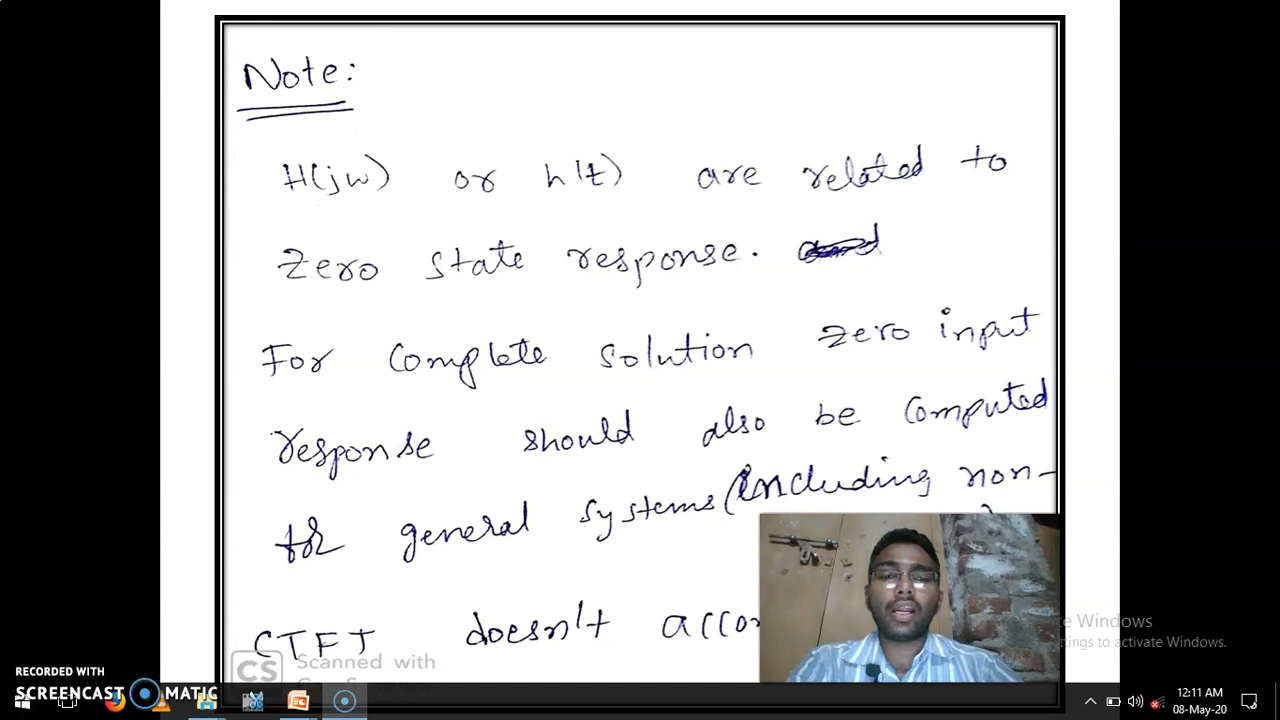 Note:
H(jw) or h(t) are related to
Zero state response.
For complete solution zero input
response should also be computed
for general systems (including non-
CTFT doesn't
CS Scanned with
e Windows
ttings to activate Windows.
RECORDED WITH
SCREENCAST MATIC
12:11 AM
08-May-20